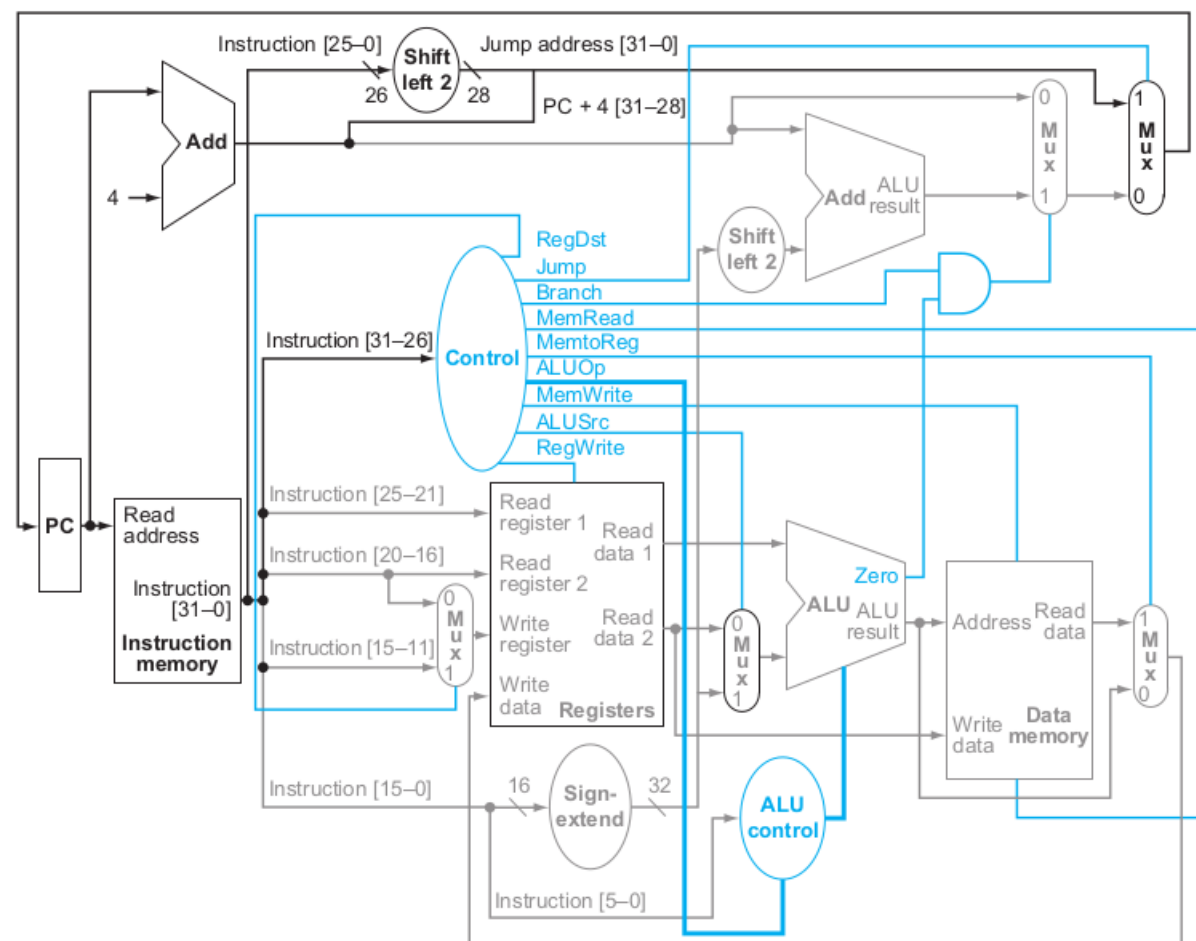 Instruction [25–0]
Shift
left 2
Jump address [31–0]
26
28
PC + 4 [31–28]
Add
4
0
M
u
x
1
1
M
u
x
0
Add
ALU
result
Shift
left 2
RegDst
Jump
Branch
MemRead
MemtoReg
ALUOp
MemWrite
ALUSrc
RegWrite
Instruction [31–26]
Control
PC
Read
address
Instruction
[31–0]
Instruction
memory
Instruction [25–21]
Instruction [20–16]
Instruction [15–11]
0
M
u
x
1
Read
register 1
Read
register 2
Write
register
Write
data
Read
data 1
Read
data 2
Registers
0
M
u
x
1
Zero
ALU
ALU
result
Address
Read
data
Write
data
Data
memory
1
M
u
x
0
Instruction [15–0]
16
Sign-
extend
32
ALU
control
Instruction [5–0]